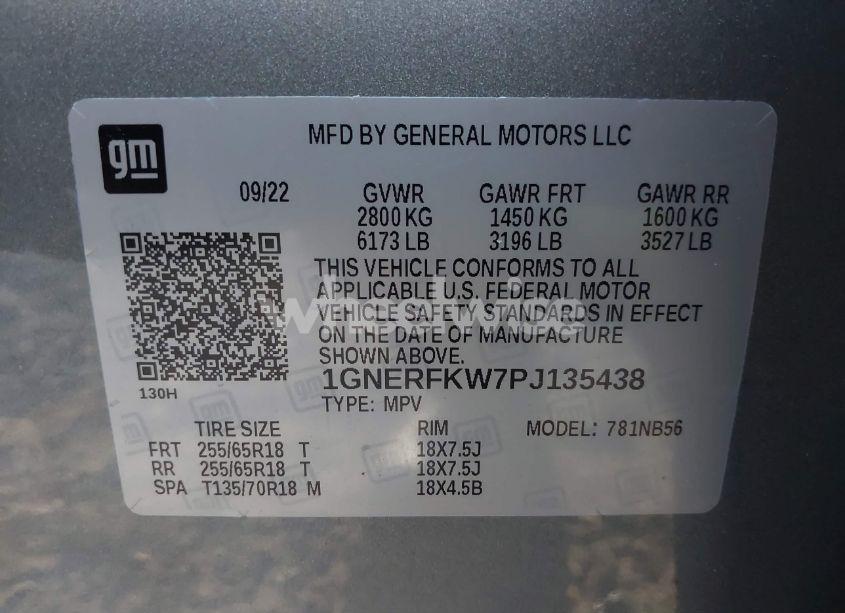 gm
MFD BY GENERAL MOTORS LLC
09/22 GVWR GAWR FRT GAWR RR
2800 KG 1450 KG 1600 KG
6173 LB 3196 LB 3527 LB
THIS VEHICLE CONFORMS TO ALL
APPLICABLE U.S. FEDERAL MOTOR
VEHICLE SAFETY STANDARDS IN EFFECT
ON THE DATE OF MANUFACTURE
SHOWN ABOVE.
1GNERFKW7PJ135438
130H
TYPE: MPV
TIRE SIZE RIM MODEL: 781NB56
FRT 255/65R18 T 18X7.5J
RR 255/65R18 T 18X7.5J
SPA T135/70R18 M 18X4.5B
wheelwire